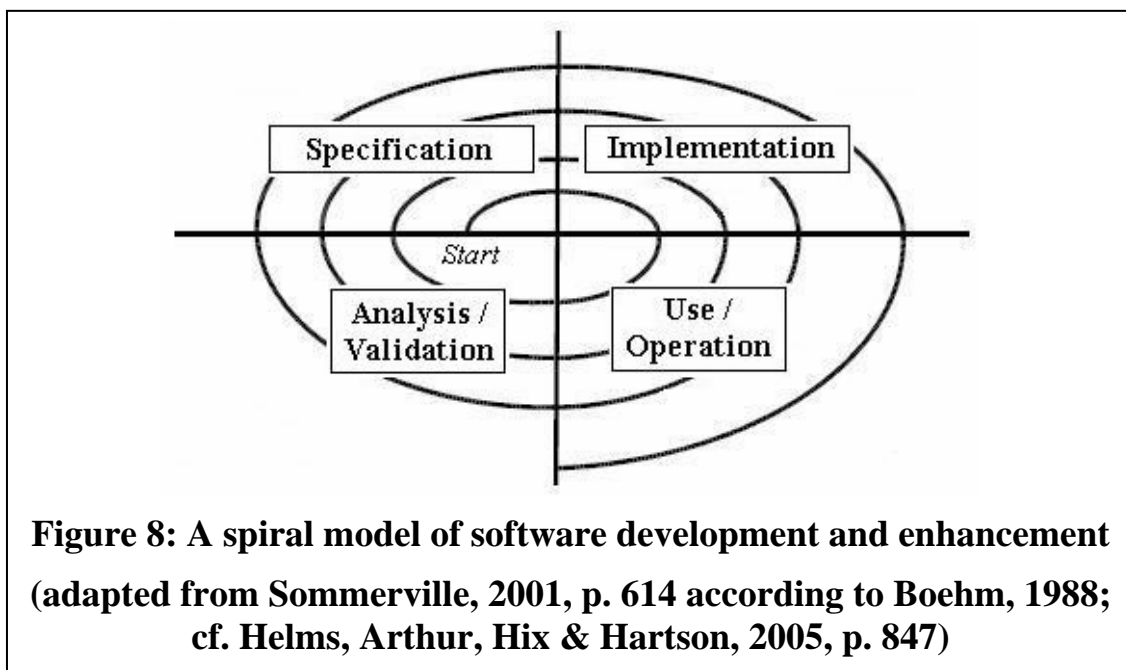 Specification
Implementation
Start
Analysis /
Validation
Use /
Operation
Figure 8: A spiral model of software development and enhancement
(adapted from Sommerville, 2001, p. 614 according to Boehm, 1988;
cf. Helms, Arthur, Hix & Hartson, 2005, p. 847)